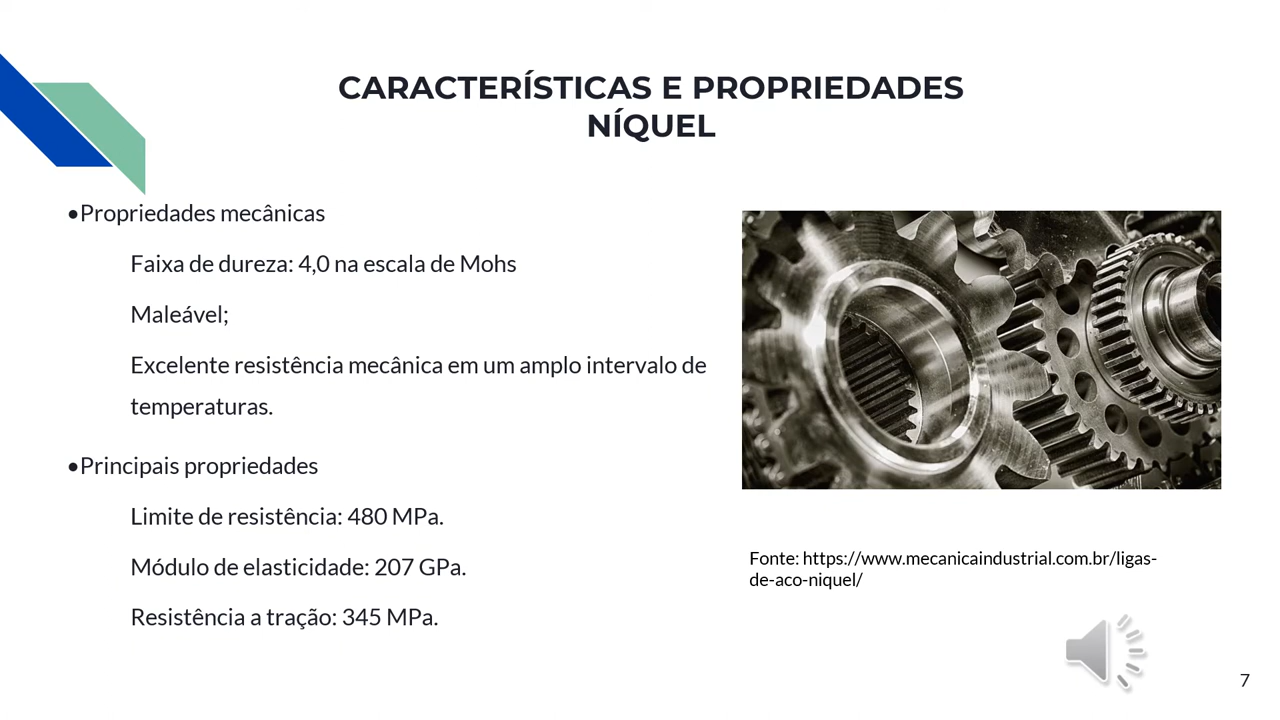 CARACTERÍSTICAS E PROPRIEDADES
NÍQUEL
•Propriedades mecânicas
Faixa de dureza: 4,0 na escala de Mohs
Maleável;
Excelente resistência mecânica em um amplo intervalo de
temperaturas.
•Principais propriedades
Limite de resistência: 480 MPa.
Módulo de elasticidade: 207 GPa.
Resistência a tração: 345 MPa.
Fonte: https://www.mecanicaindustrial.com.br/ligas-
de-aco-niquel/
7